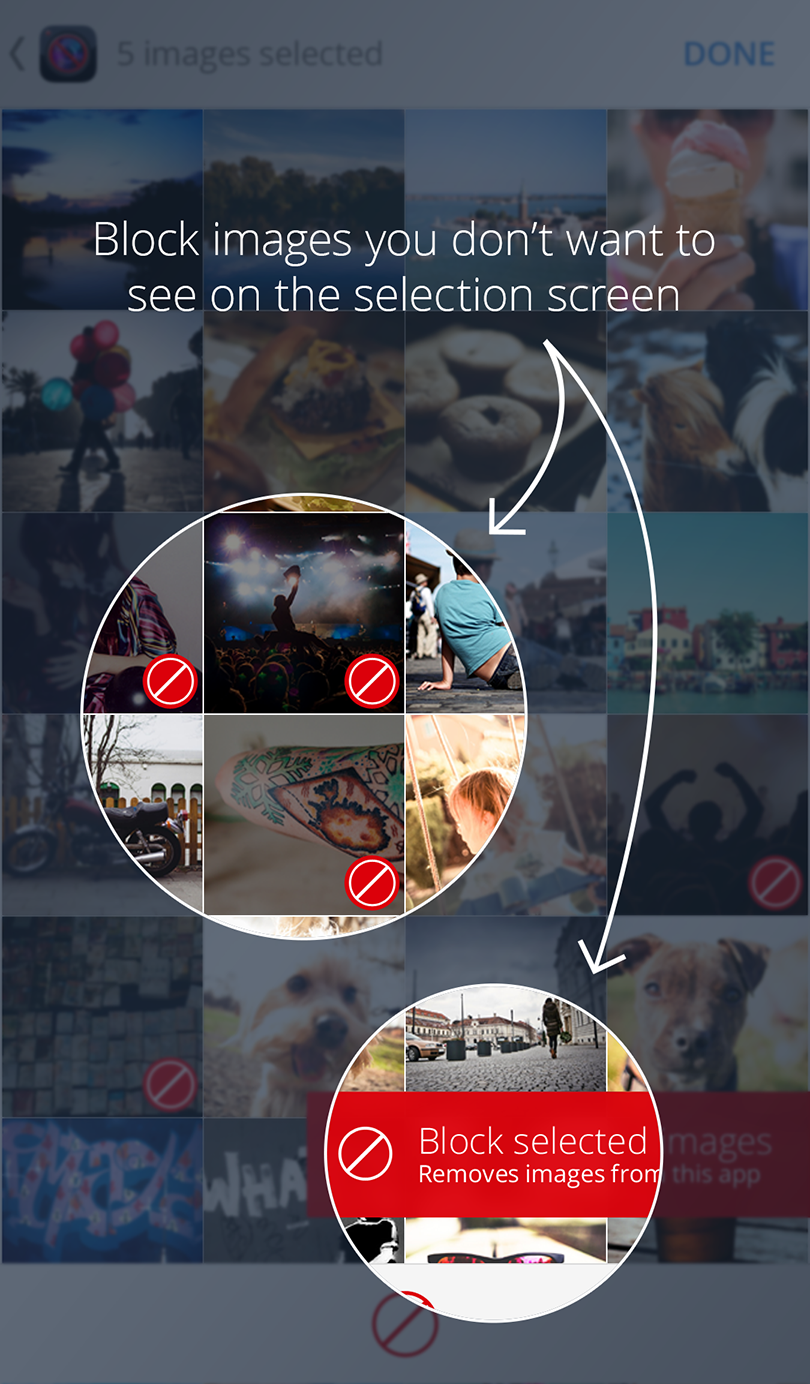 5 images selected
DONE
Block images you don’t want to
see on the selection screen
Block selected images
Removes images from this app
WHA